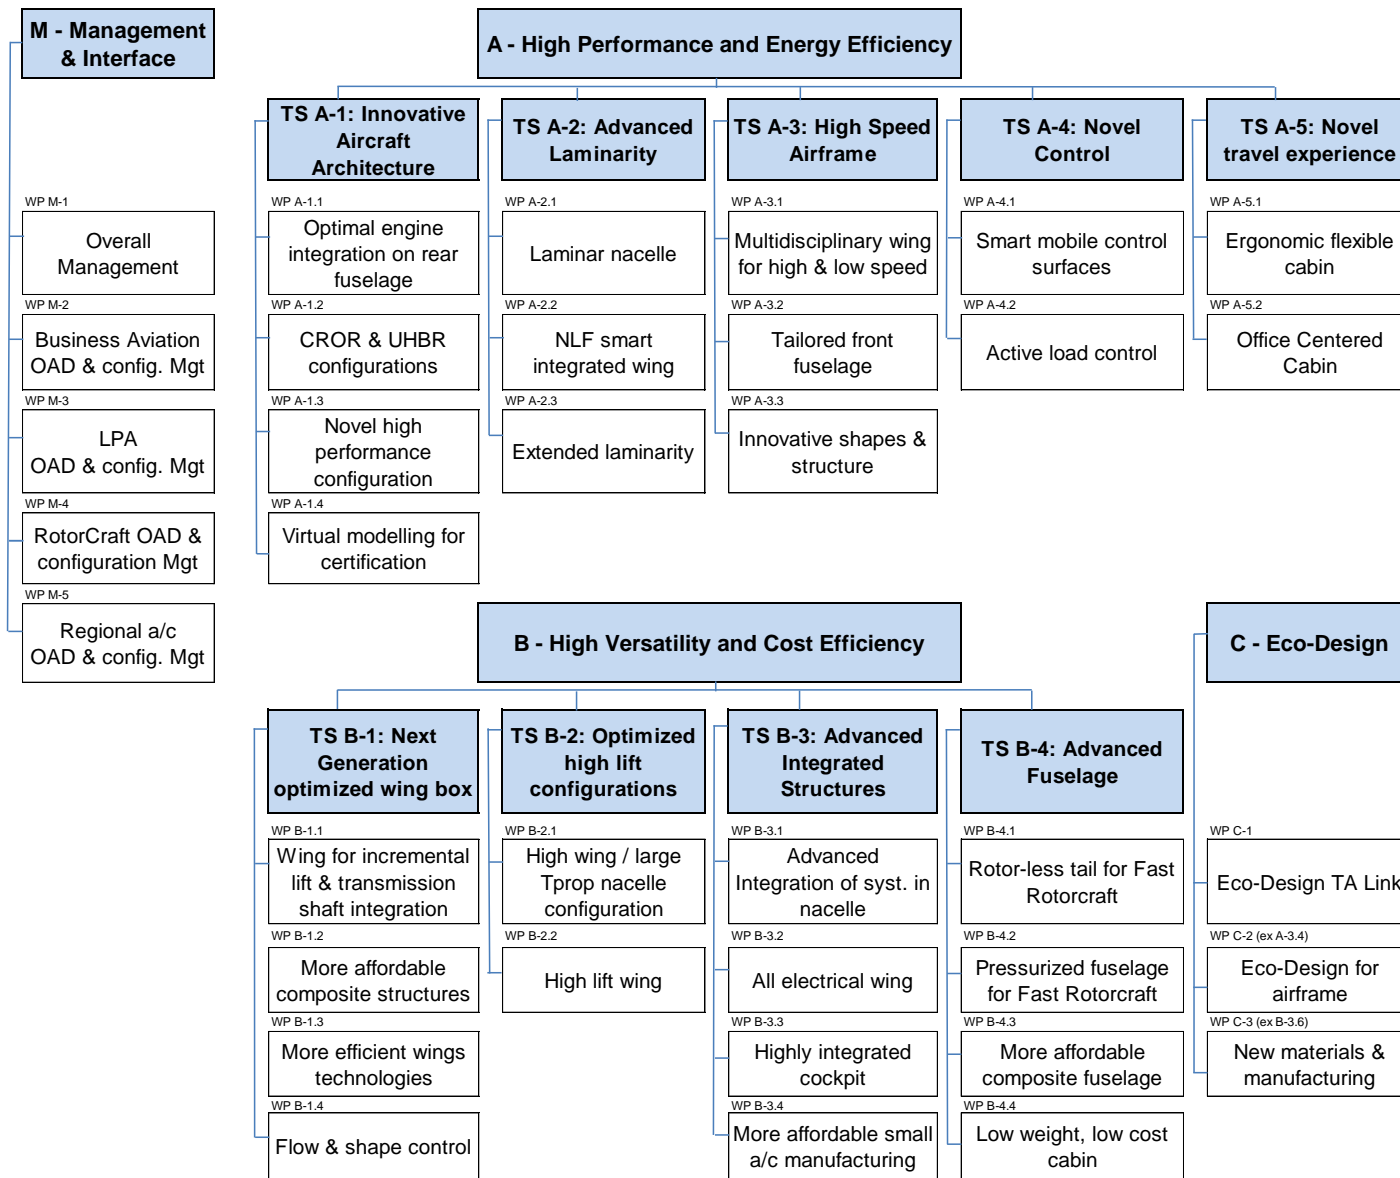 M - Management
& Interface
A - High Performance and Energy Efficiency
TS A-1: Innovative
Aircraft
Architecture
TS A-2: Advanced
Laminarity
TS A-3: High Speed
Airframe
TS A-4: Novel
Control
TS A-5: Novel
travel experience
WP M-1
Overall
Management
WP M-2
Business Aviation
OAD & config. Mgt
WP M-3
LPA
OAD & config. Mgt
WP M-4
RotorCraft OAD &
configuration Mgt
WP M-5
Regional a/c
OAD & config. Mgt
WP A-1.1
Optimal engine
integration on rear
fuselage
WP A-1.2
CROR & UHBR
configurations
WP A-1.3
Novel high
performance
configuration
WP A-1.4
Virtual modelling for
certification
WP A-2.1
Laminar nacelle
WP A-2.2
NLF smart
integrated wing
WP A-2.3
Extended laminarity
WP A-3.1
Multidisciplinary wing
for high & low speed
WP A-3.2
Tailored front
fuselage
WP A-3.3
Innovative shapes &
structure
WP A-4.1
Smart mobile control
surfaces
WP A-4.2
Active load control
WP A-5.1
Ergonomic flexible
cabin
WP A-5.2
Office Centered
Cabin
B - High Versatility and Cost Efficiency
C - Eco-Design
TS B-1: Next
Generation
optimized wing box
TS B-2: Optimized
high lift
configurations
TS B-3: Advanced
Integrated
Structures
TS B-4: Advanced
Fuselage
WP B-1.1
Wing for incremental
lift & transmission
shaft integration
WP B-1.2
More affordable
composite structures
WP B-1.3
More efficient wings
technologies
WP B-1.4
Flow & shape control
WP B-2.1
High wing / large
Tprop nacelle
configuration
WP B-2.2
High lift wing
WP B-3.1
Advanced
Integration of syst. in
nacelle
WP B-3.2
All electrical wing
WP B-3.3
Highly integrated
cockpit
WP B-3.4
More affordable small
a/c manufacturing
WP B-4.1
Rotor-less tail for Fast
Rotorcraft
WP B-4.2
Pressurized fuselage
for Fast Rotorcraft
WP B-4.3
More affordable
composite fuselage
WP B-4.4
Low weight, low cost
cabin
WP C-1
Eco-Design TA Link
WP C-2 (ex A-3.4)
Eco-Design for
airframe
WP C-3 (ex B-3.6)
New materials &
manufacturing